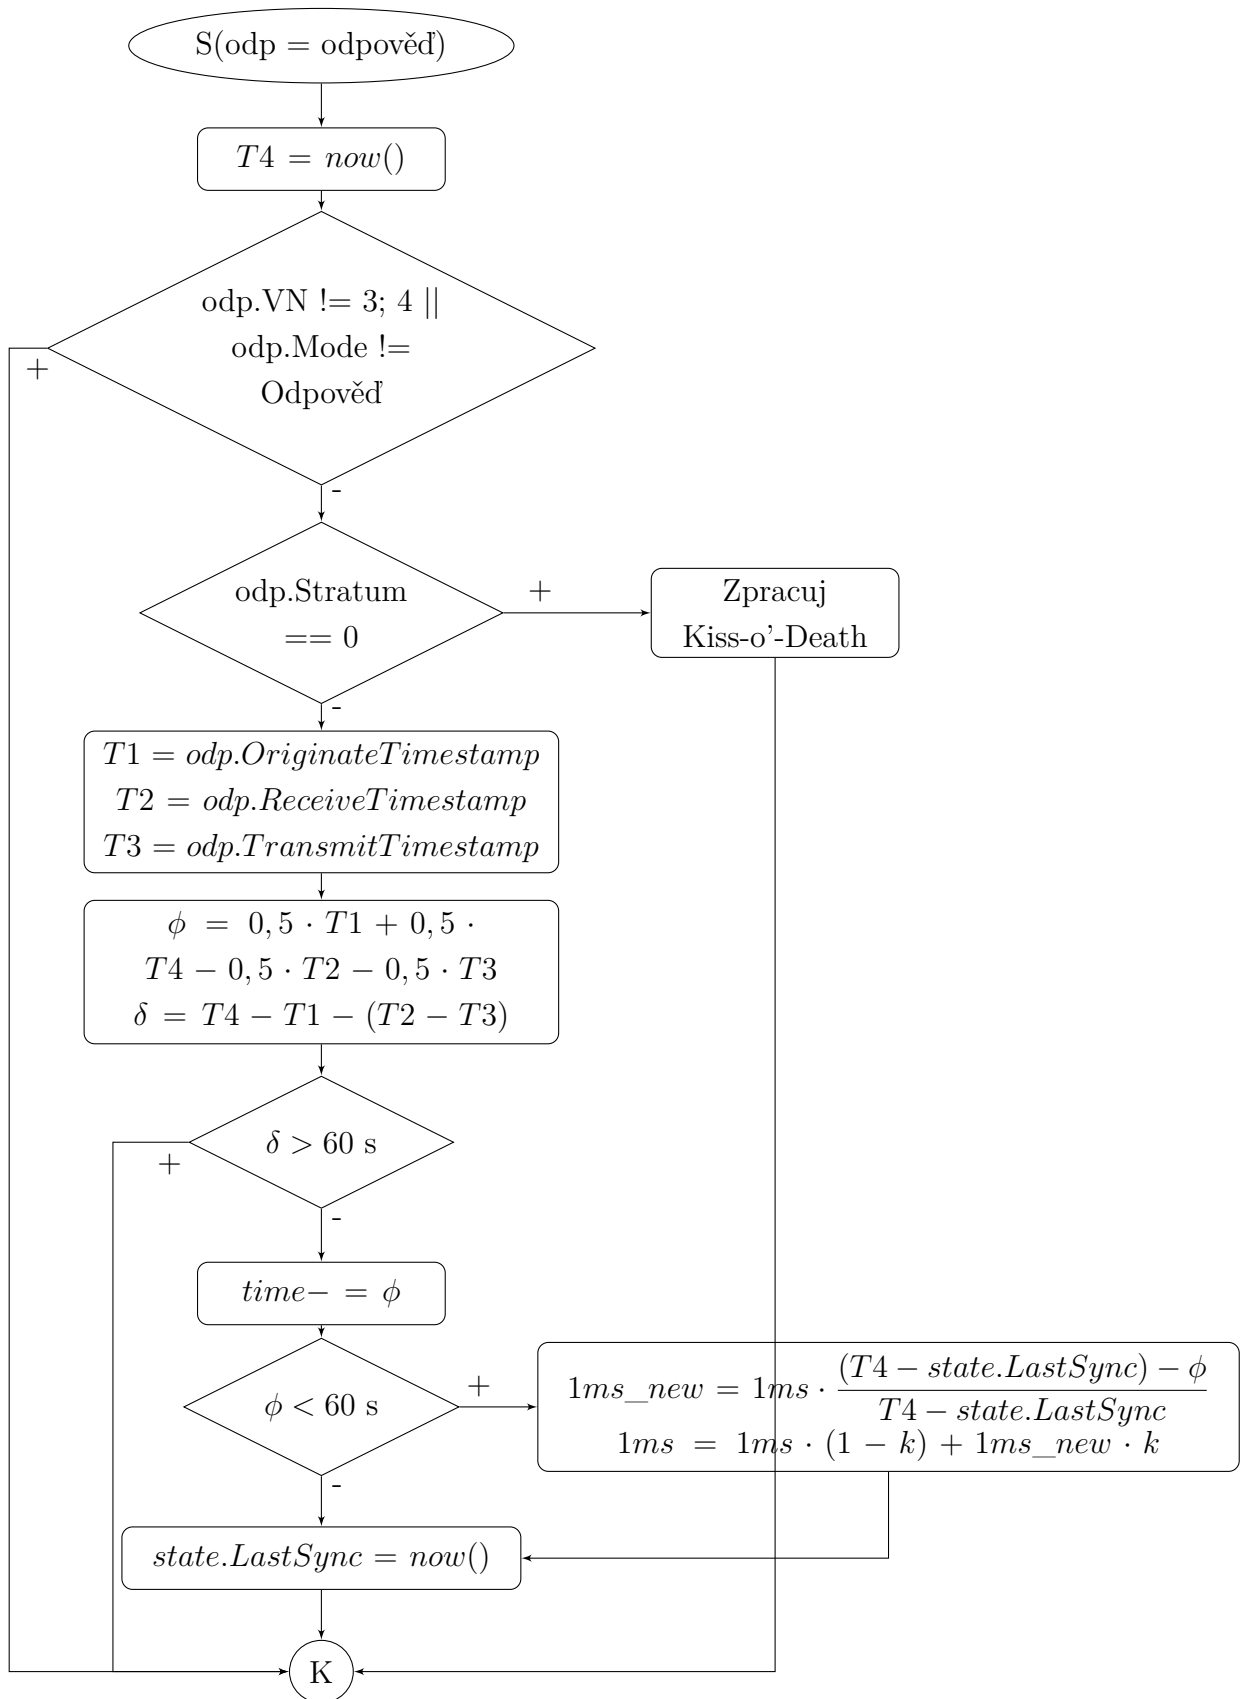 S(odp = odpověď)
T4 = now()
odp.VN != 3; 4 ||
odp.Mode !=
Odpověď
+
-
odp.Stratum
== 0
+
Zpracuj
Kiss-o'-Death
-
T1 = odp.OriginateTimestamp
T2 = odp.ReceiveTimestamp
T3 = odp.TransmitTimestamp
ϕ = 0,5 · T1 + 0,5 ·
T4 − 0,5 · T2 − 0,5 · T3
δ = T4 − T1 − (T2 − T3)
δ > 60 s
+
-
time− = ϕ
ϕ < 60 s
+
1ms_new = 1ms · \frac{(T4 − state.LastSync) − ϕ}{T4 − state.LastSync}
1ms = 1ms · (1 − k) + 1ms_new · k
-
state.LastSync = now()
K